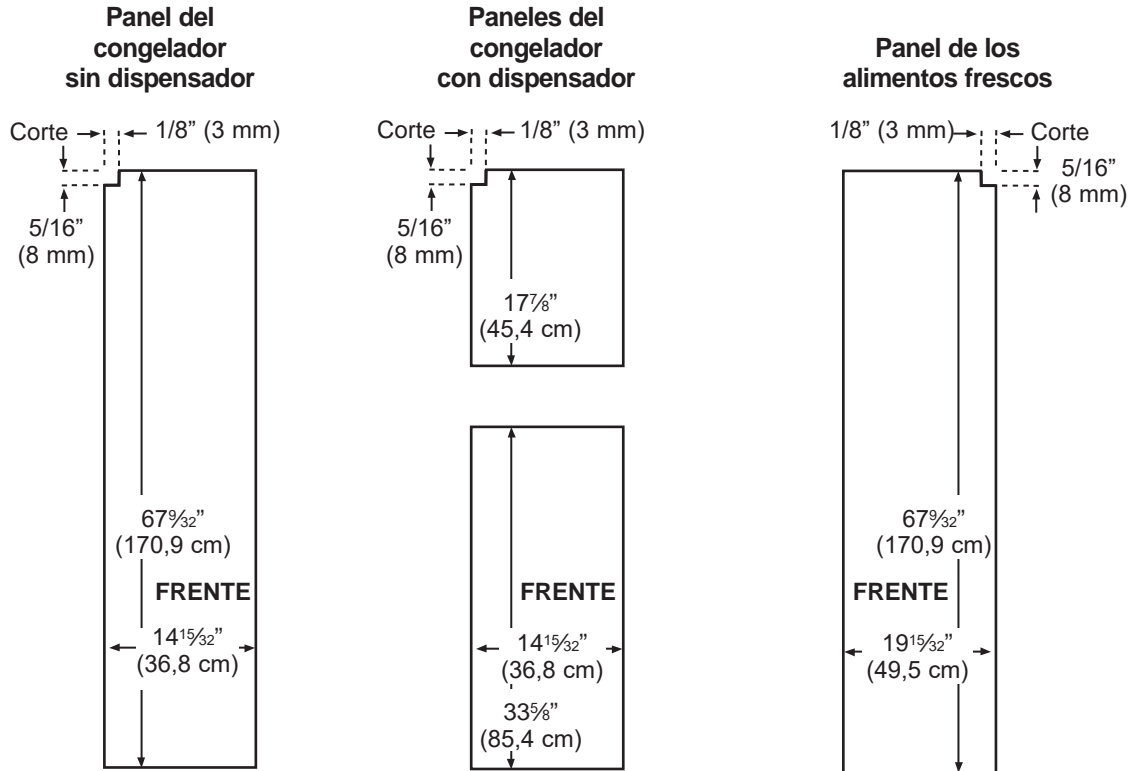 Panel del
congelador
sin dispensador
Corte
1/8” (3 mm)
5/16”
(8 mm)
67⁹⁄₃₂”
(170,9 cm)
FRENTE
14¹⁵⁄₃₂”
(36,8 cm)
Paneles del
congelador
con dispensador
Corte
1/8” (3 mm)
5/16”
(8 mm)
17⁷⁄₈”
(45,4 cm)
FRENTE
14¹⁵⁄₃₂”
(36,8 cm)
33⁵⁄₈”
(85,4 cm)
Panel de los
alimentos frescos
1/8” (3 mm)
Corte
5/16”
(8 mm)
67⁹⁄₃₂”
(170,9 cm)
FRENTE
19¹⁵⁄₃₂”
(49,5 cm)